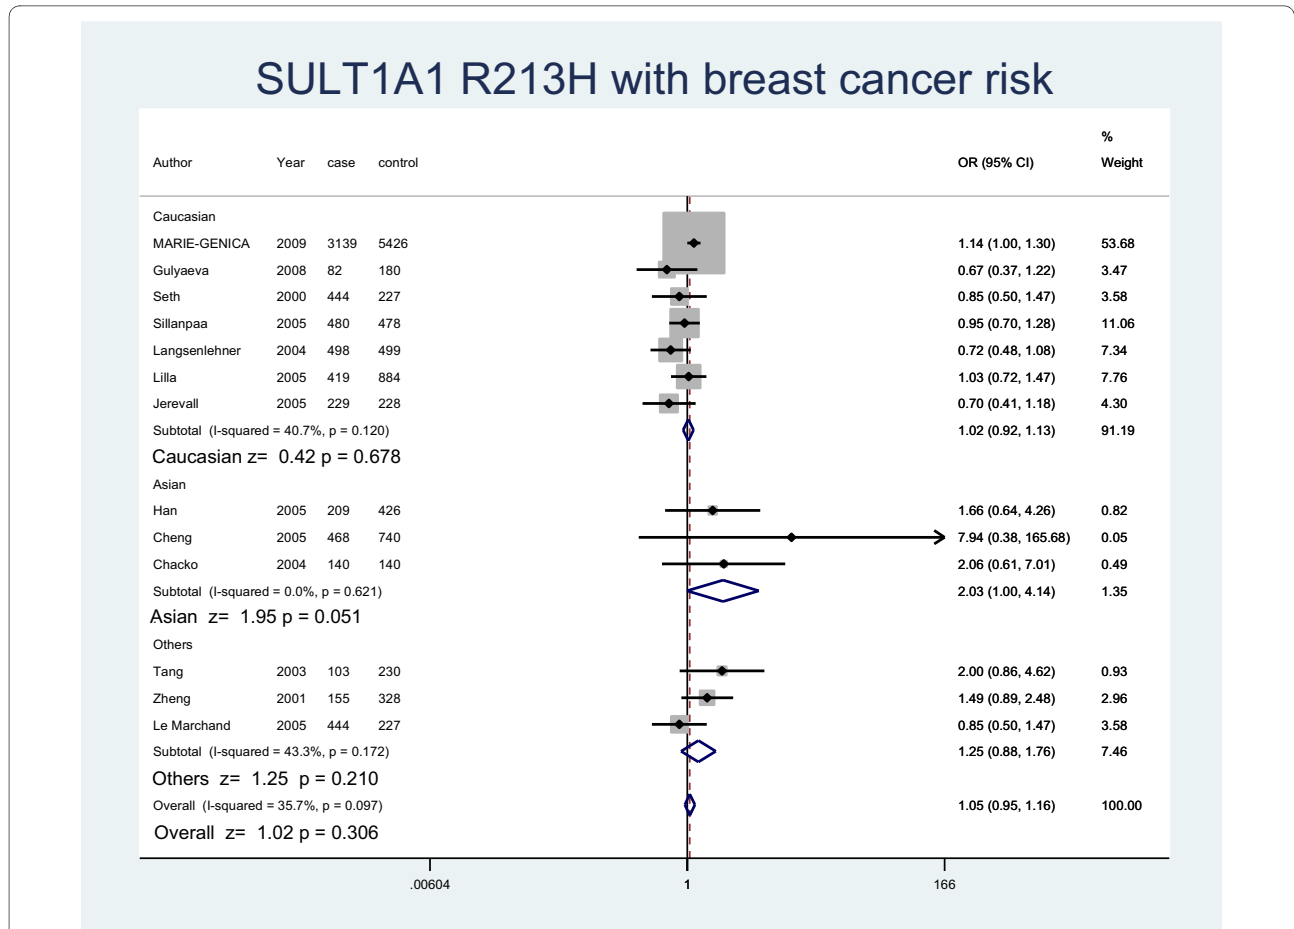 SULT1A1 R213H with breast cancer risk
%
Author Year case control OR (95% CI) Weight
Caucasian
MARIE-GENICA 2009 3139 5426 1.14 (1.00, 1.30) 53.68
Gulyaeva 2008 82 180 0.67 (0.37, 1.22) 3.47
Seth 2000 444 227 0.85 (0.50, 1.47) 3.58
Sillanpaa 2005 480 478 0.95 (0.70, 1.28) 11.06
Langsenlehner 2004 498 499 0.72 (0.48, 1.08) 7.34
Lilla 2005 419 884 1.03 (0.72, 1.47) 7.76
Jerevall 2005 229 228 0.70 (0.41, 1.18) 4.30
Subtotal (I-squared = 40.7%, p = 0.120) 1.02 (0.92, 1.13) 91.19
Caucasian z= 0.42 p = 0.678
Asian
Han 2005 209 426 1.66 (0.64, 4.26) 0.82
Cheng 2005 468 740 7.94 (0.38, 165.68) 0.05
Chacko 2004 140 140 2.06 (0.61, 7.01) 0.49
Subtotal (I-squared = 0.0%, p = 0.621) 2.03 (1.00, 4.14) 1.35
Asian z= 1.95 p = 0.051
Others
Tang 2003 103 230 2.00 (0.86, 4.62) 0.93
Zheng 2001 155 328 1.49 (0.89, 2.48) 2.96
Le Marchand 2005 444 227 0.85 (0.50, 1.47) 3.58
Subtotal (I-squared = 43.3%, p = 0.172) 1.25 (0.88, 1.76) 7.46
Others z= 1.25 p = 0.210
Overall (I-squared = 35.7%, p = 0.097) 1.05 (0.95, 1.16) 100.00
Overall z= 1.02 p = 0.306
.00604 1 166